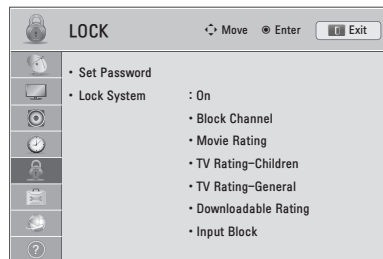 LOCK Move Enter Exit
• Set Password
• Lock System : On
• Block Channel
• Movie Rating
• TV Rating-Children
• TV Rating-General
• Downloadable Rating
• Input Block
?